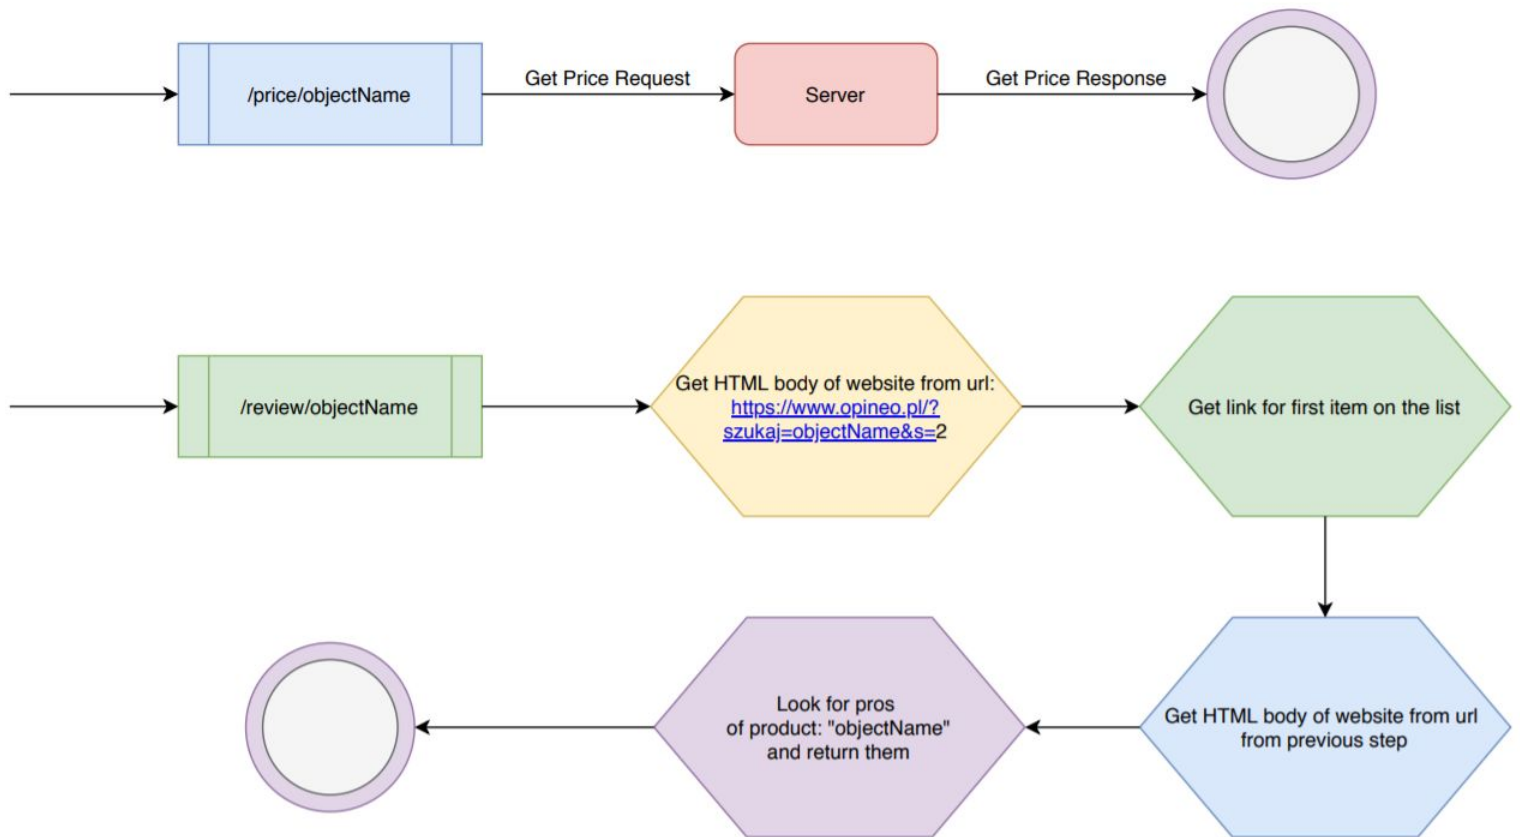 /price/objectName
Get Price Request
Server
Get Price Response
/review/objectName
Get HTML body of website from url:
https://www.opineo.pl/?
szukaj=objectName&s=2
Get link for first item on the list
Look for pros
of product: "objectName"
and return them
Get HTML body of website from url
from previous step